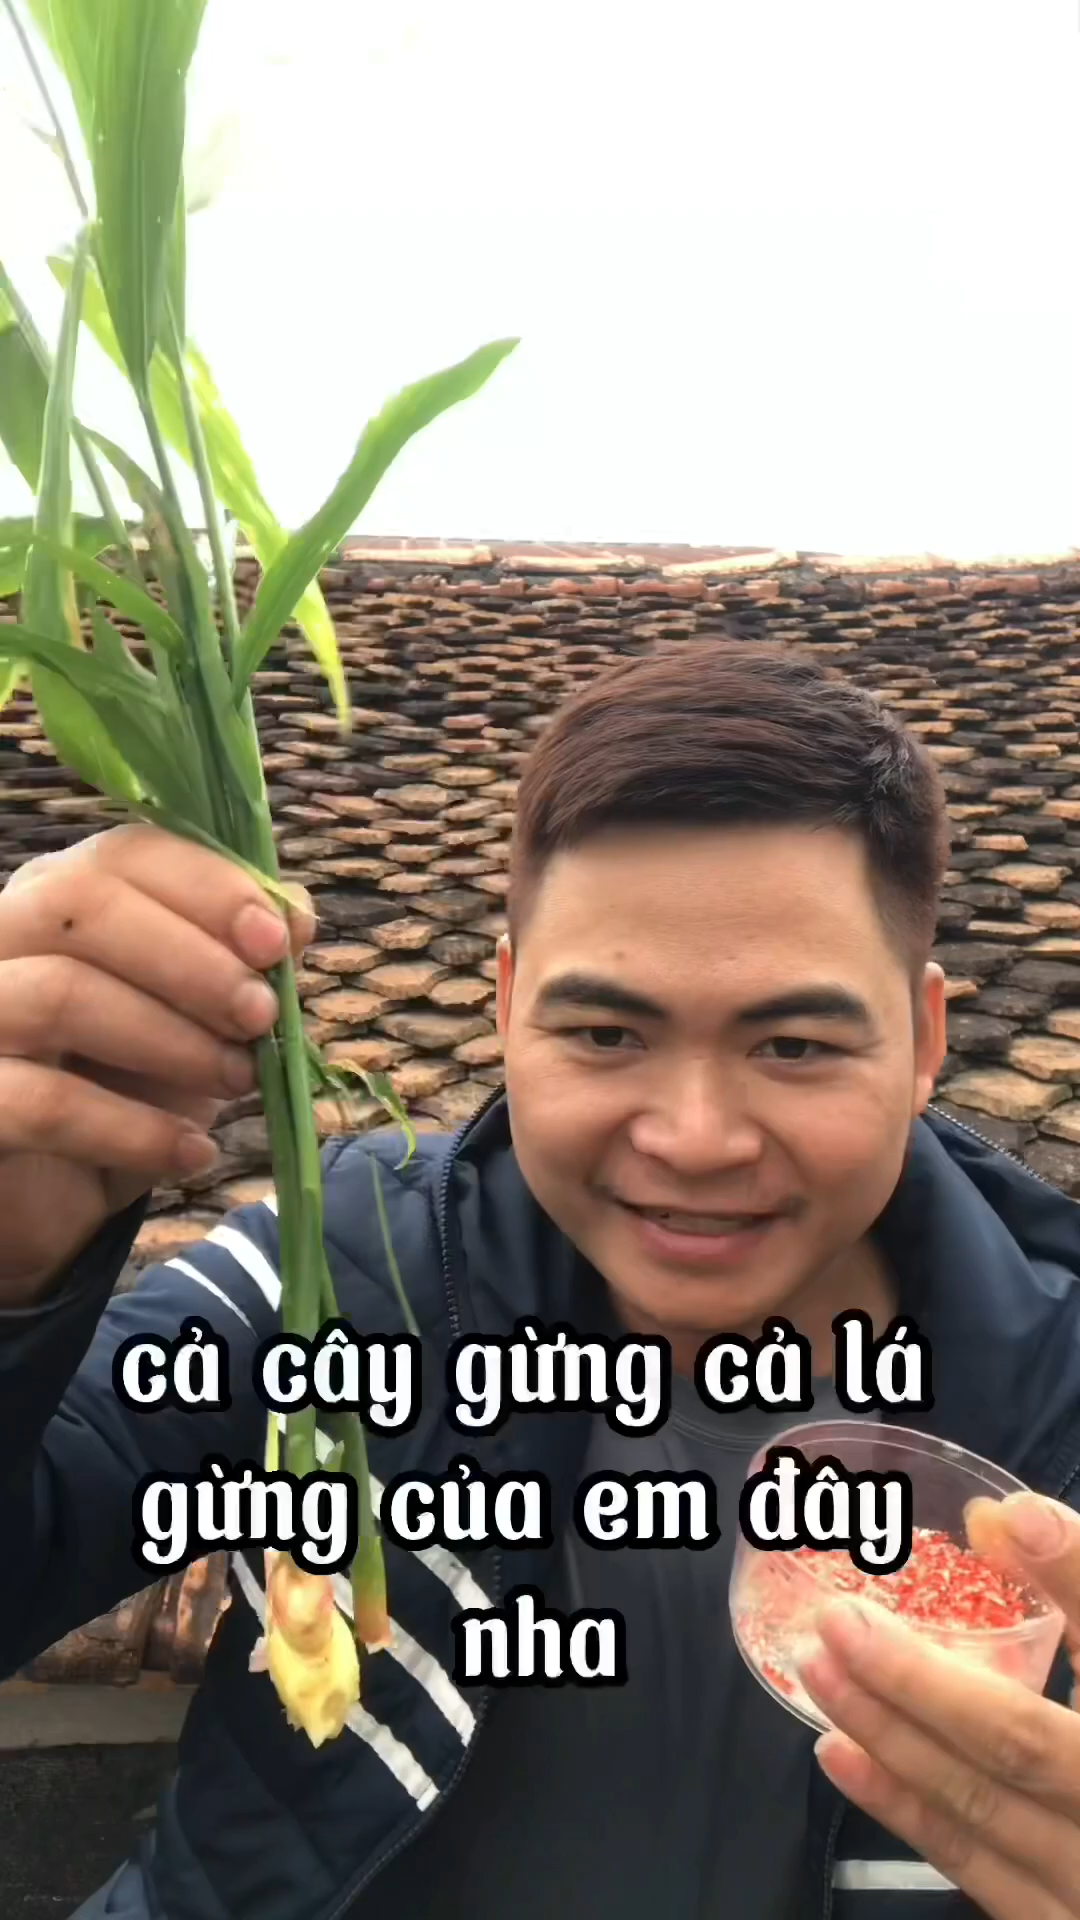 cả cây gừng cả lá
gừng của em đây
nha